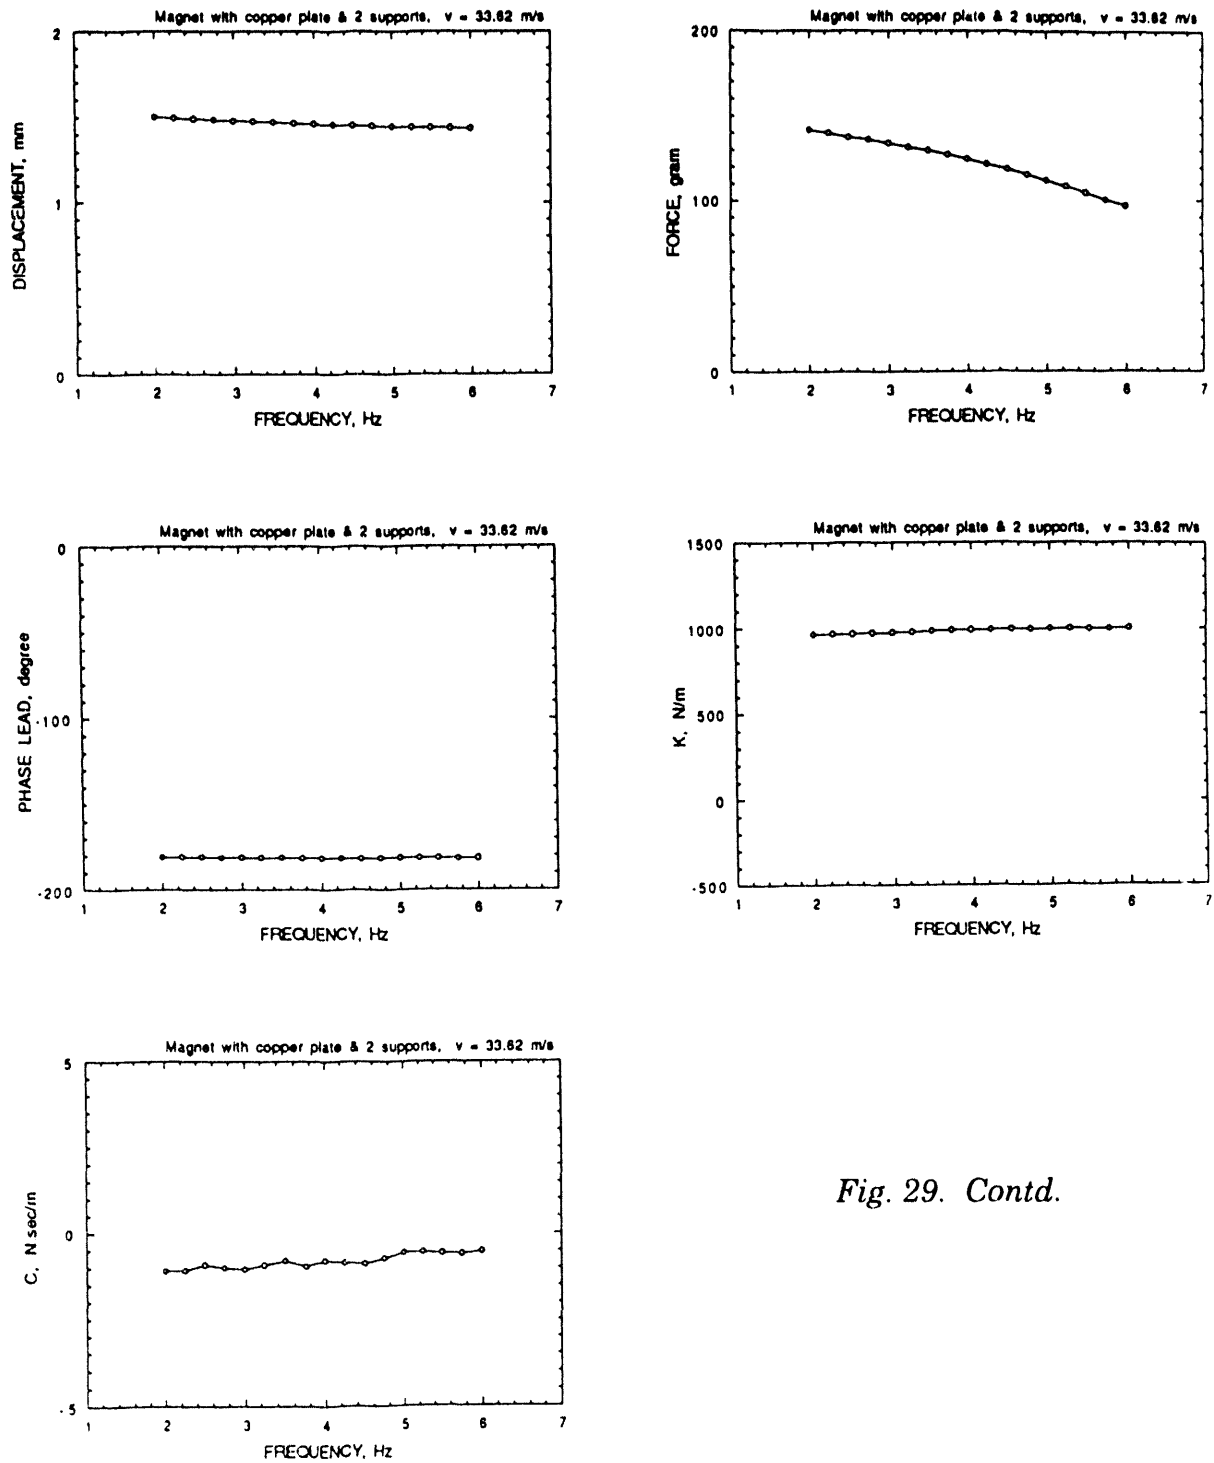 Magnet with copper plate & 2 supports, v = 33.62 m/s
2
1
0
DISPLACEMENT, mm
1 2 3 4 5 6 7
FREQUENCY, Hz
Magnet with copper plate & 2 supports, v = 33.62 m/s
200
100
0
FORCE, gram
1 2 3 4 5 6 7
FREQUENCY, Hz
Magnet with copper plate & 2 supports, v = 33.62 m/s
0
-100
-200
PHASE LEAD, degree
1 2 3 4 5 6 7
FREQUENCY, Hz
Magnet with copper plate & 2 supports, v = 33.62 m/s
1500
1000
500
0
-500
K, N/m
1 2 3 4 5 6 7
FREQUENCY, Hz
Magnet with copper plate & 2 supports, v = 33.62 m/s
5
0
-5
C, N sec/m
1 2 3 4 5 6 7
FREQUENCY, Hz
Fig. 29. Contd.